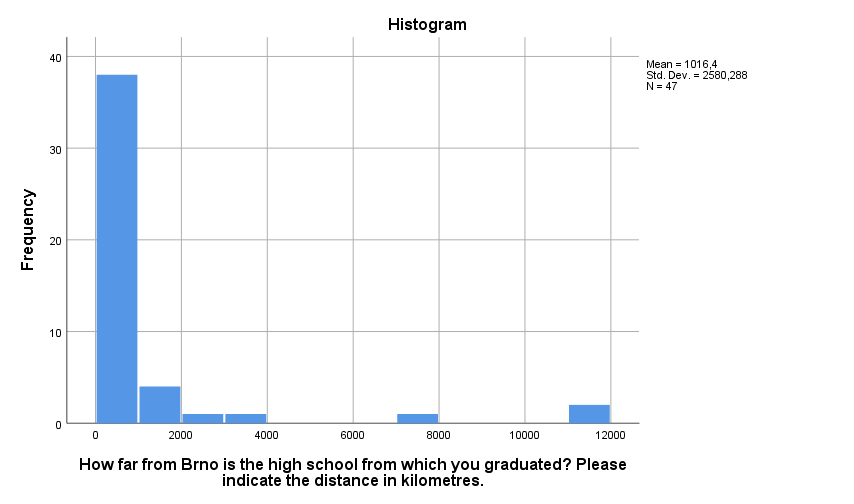 Histogram
Mean = 1016,4
Std. Dev. = 2580,288
N = 47
Frequency
40
30
20
10
0
0 2000 4000 6000 8000 10000 12000
How far from Brno is the high school from which you graduated? Please
indicate the distance in kilometres.